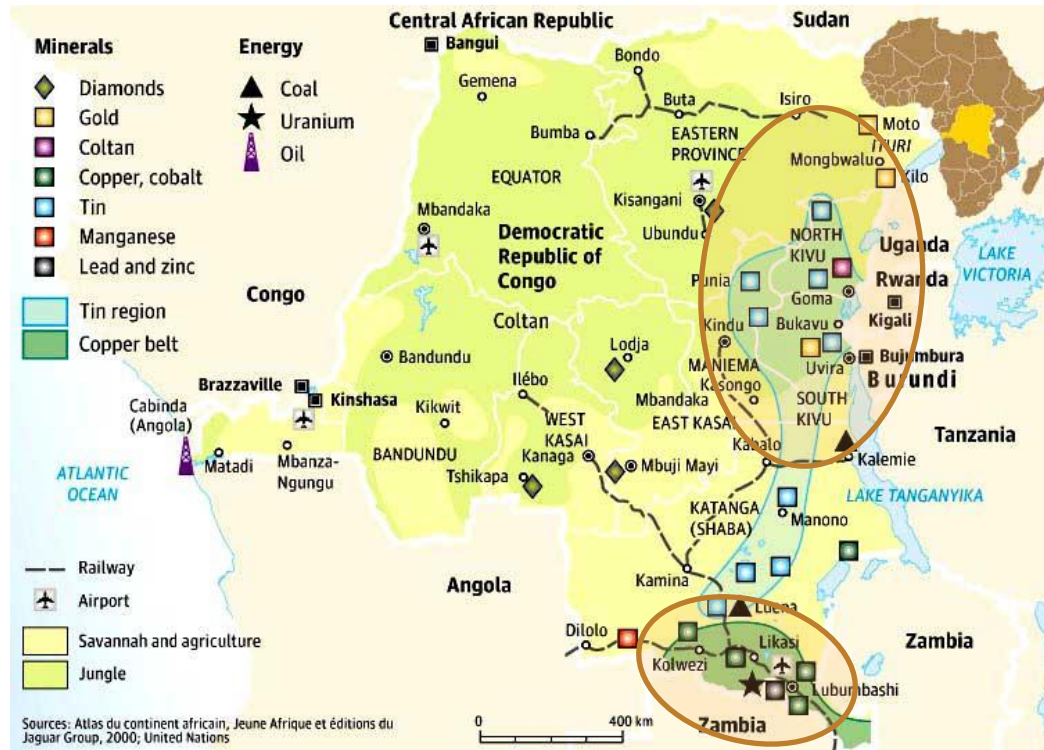 Central African Republic
Sudan
Minerals
Energy
Bangui
Bondo
Diamonds
Coal
Gemena
Gold
Uranium
Buta
Isiro
Moto
Coltan
Oil
Bumba
EASTERN
PROVINCE
ITURI
Mongbwalu
Copper, cobalt
Tin
EQUATOR
Kisangani
Kilo
Manganese
Mbandaka
Democratic
Republic of
Congo
Ubundu
NORTH
KIVU
Uganda
LAKE
VICTORIA
Lead and zinc
Congo
Punia
Rwanda
Goma
Tin region
Coltan
Kindu
Bukavu
Kigali
Copper belt
Bandundu
Lodja
MANIEMA
Uvira
Bujumbura
Burundi
Brazzaville
Kinshasa
Ilébo
Kasongo
Cabinda
(Angola)
Kikwit
WEST
KASAI
Mbandaka
EAST KASAI
SOUTH
KIVU
Tanzania
Matadi
Mbanza-
Ngungu
BANDUNDU
Kanaga
Kabalo
Kalemie
ATLANTIC
OCEAN
Tshikapa
Mbuji Mayi
LAKE TANGANYIKA
KATANGA
(SHABA)
Manono
Railway
Angola
Kamina
Airport
Luena
Savannah and agriculture
Dilolo
Likasi
Zambia
Jungle
Kolwezi
Lubumbashi
Sources: Atlas du continent africain, Jeune Afrique et éditions du
Jaguar Group, 2000; United Nations
0
400 km
Zambia